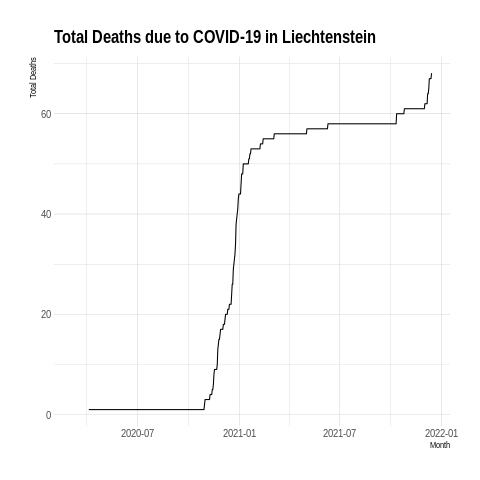 Total Deaths due to COVID-19 in Liechtenstein
Total Deaths
60
40
20
0
2020-07 2021-01 2021-07 2022-01
Month